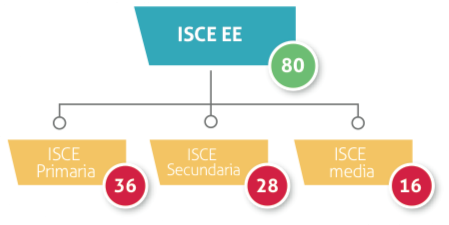 ISCE EE
80
ISCE
Primaria
36
ISCE
Secundaria
28
ISCE
media
16